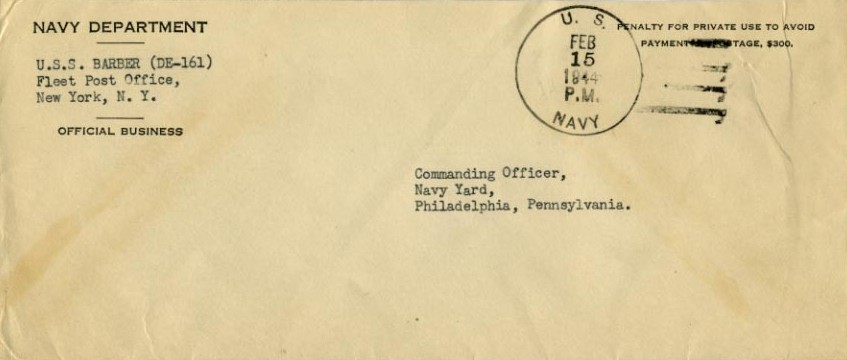 NAVY DEPARTMENT
U.S.S. BARBER (DE-161)
Fleet Post Office,
New York, N. Y.
OFFICIAL BUSINESS
U. S.
FEB
15
1944
P.M.
NAVY
PENALTY FOR PRIVATE USE TO AVOID
PAYMENT POSTAGE, $300.
Commanding Officer,
Navy Yard,
Philadelphia, Pennsylvania.